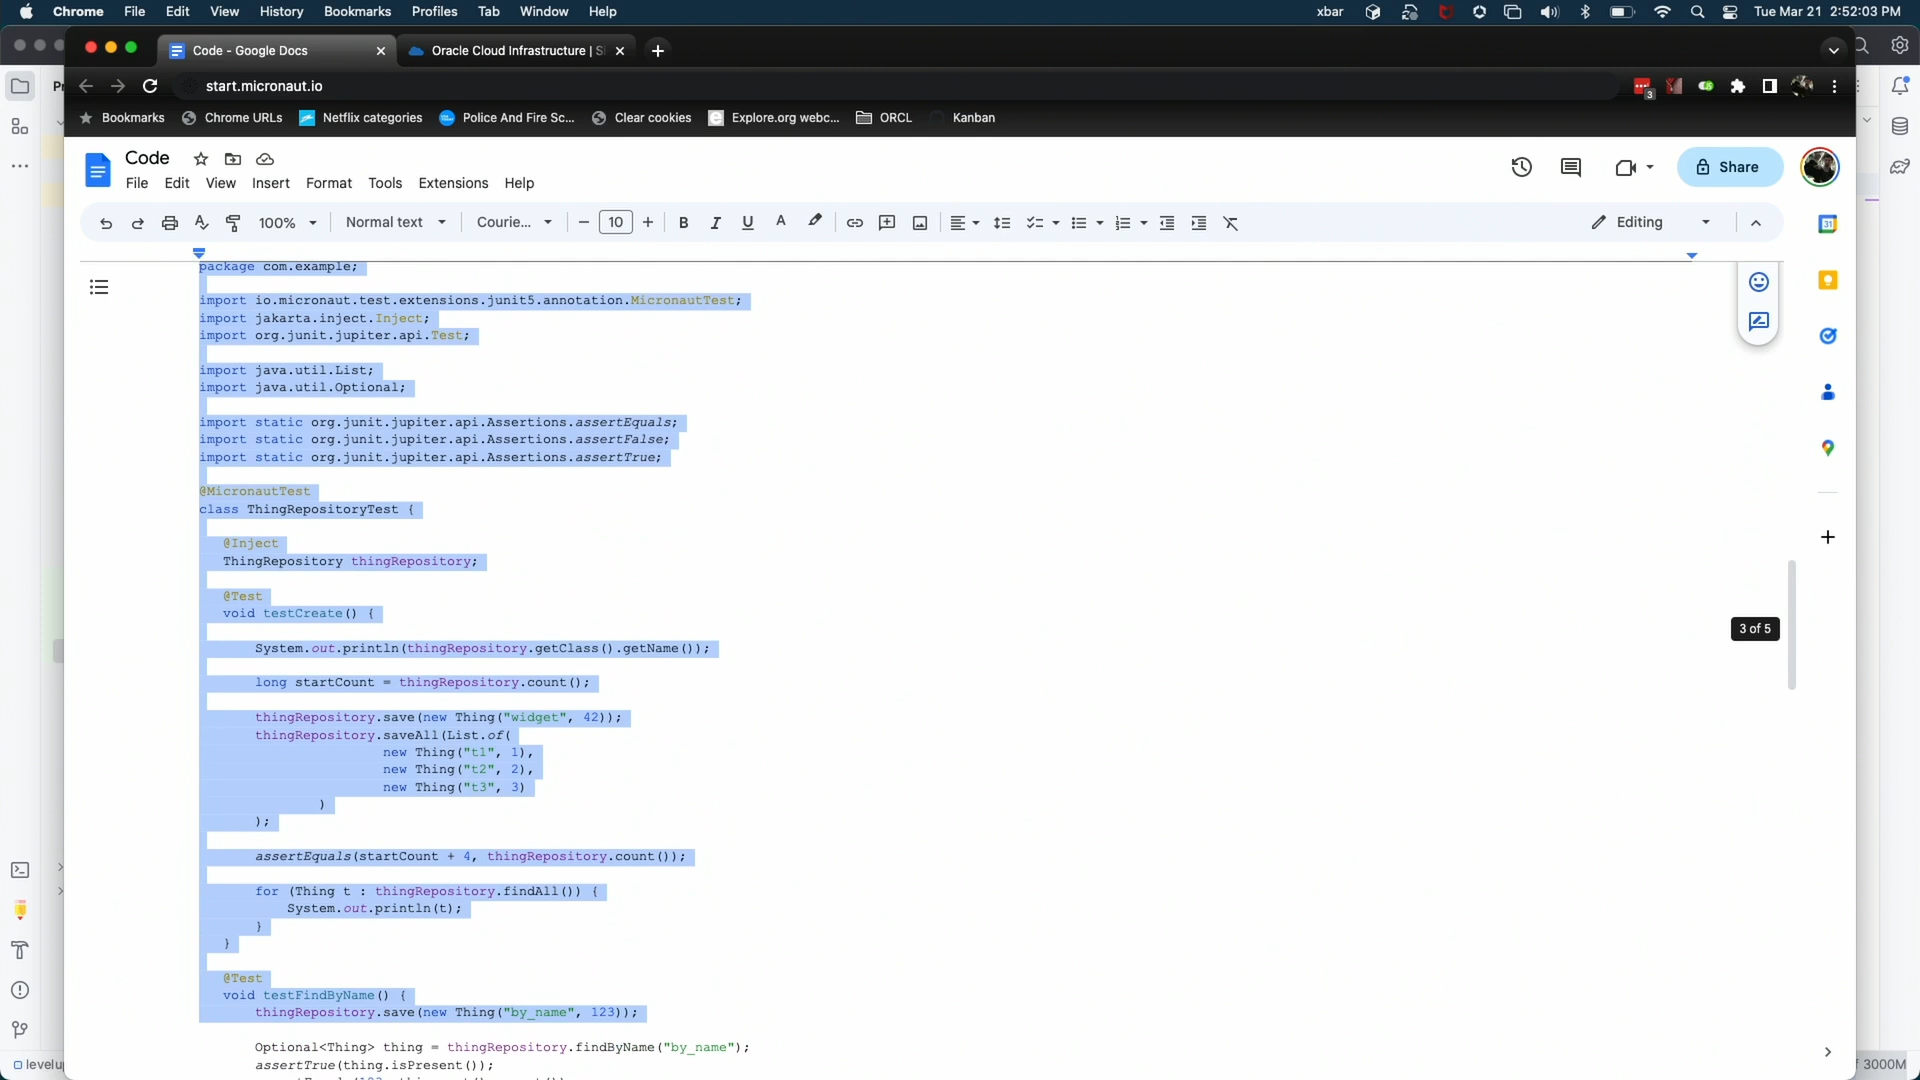 Chrome File Edit View History Bookmarks Profiles Tab Window Help xbar Tue Mar 21 2:52:03 PM
Code - Google Docs Oracle Cloud Infrastructure | Si
start.micronaut.io 3
Bookmarks Chrome URLs Netflix categories Police And Fire Sc... Clear cookies Explore.org webc... ORCL Kanban
Code
Share
File Edit View Insert Format Tools Extensions Help
100% Normal text Courie... 10 B I U A Editing
31
package com.example;
import io.micronaut.test.extensions.junit5.annotation.MicronautTest;
import jakarta.inject.Inject;
import org.junit.jupiter.api.Test;
import java.util.List;
import java.util.Optional;
import static org.junit.jupiter.api.Assertions.assertEquals;
import static org.junit.jupiter.api.Assertions.assertFalse;
import static org.junit.jupiter.api.Assertions.assertTrue;
@MicronautTest
class ThingRepositoryTest {
@Inject
ThingRepository thingRepository;
@Test
void testCreate() {
3 of 5
System.out.println(thingRepository.getClass().getName());
long startCount = thingRepository.count();
thingRepository.save(new Thing("widget", 42));
thingRepository.saveAll(List.of(
new Thing("t1", 1),
new Thing("t2", 2),
new Thing("t3", 3)
)
);
assertEquals(startCount + 4, thingRepository.count());
for (Thing t : thingRepository.findAll()) {
System.out.println(t);
}
}
@Test
void testFindByName() {
thingRepository.save(new Thing("by_name", 123));
Optional<Thing> thing = thingRepository.findByName("by_name");
assertTrue(thing.isPresent());
levelup 3000M